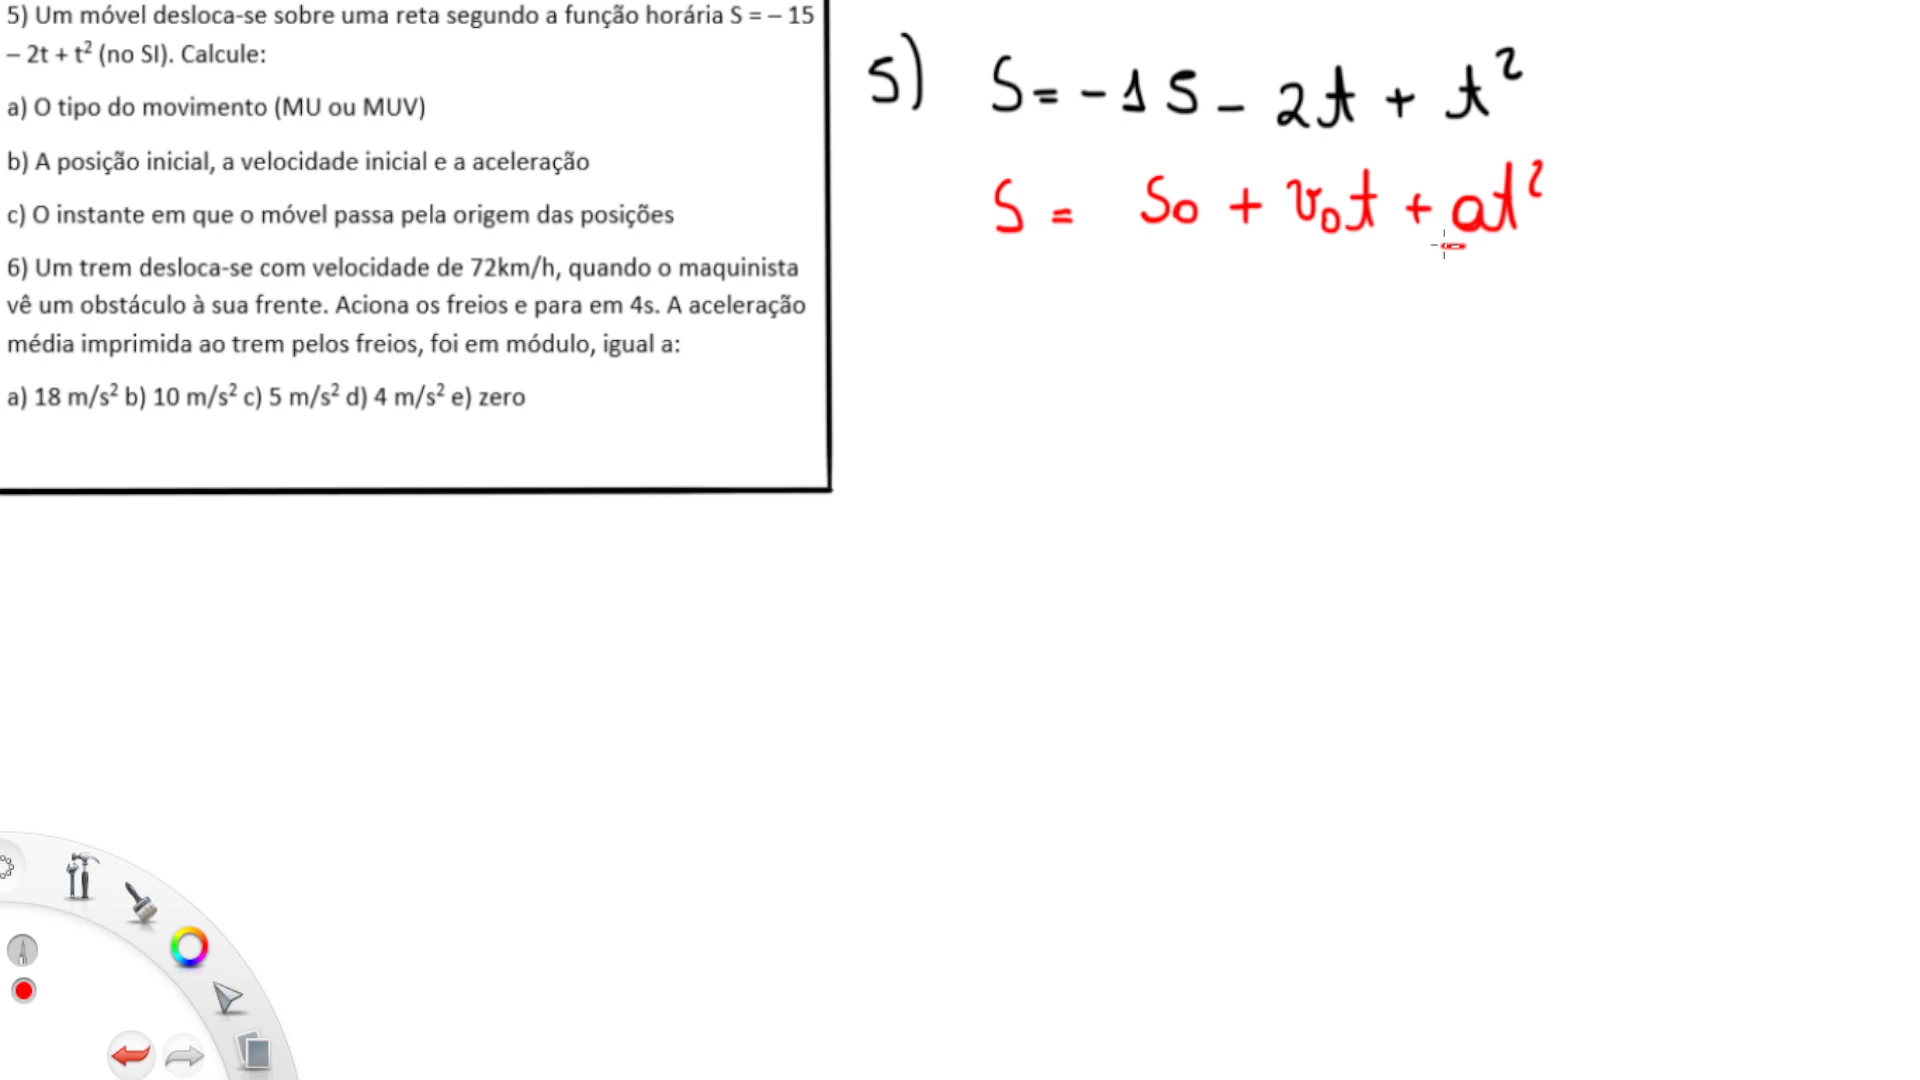 5) Um móvel desloca-se sobre uma reta segundo a função horária S = – 15
– 2t + t² (no SI). Calcule:
a) O tipo do movimento (MU ou MUV)
b) A posição inicial, a velocidade inicial e a aceleração
c) O instante em que o móvel passa pela origem das posições
6) Um trem desloca-se com velocidade de 72km/h, quando o maquinista
vê um obstáculo à sua frente. Aciona os freios e para em 4s. A aceleração
média imprimida ao trem pelos freios, foi em módulo, igual a:
a) 18 m/s² b) 10 m/s² c) 5 m/s² d) 4 m/s² e) zero
5) S = -15 - 2t + t²
S = S₀ + v₀t + at²